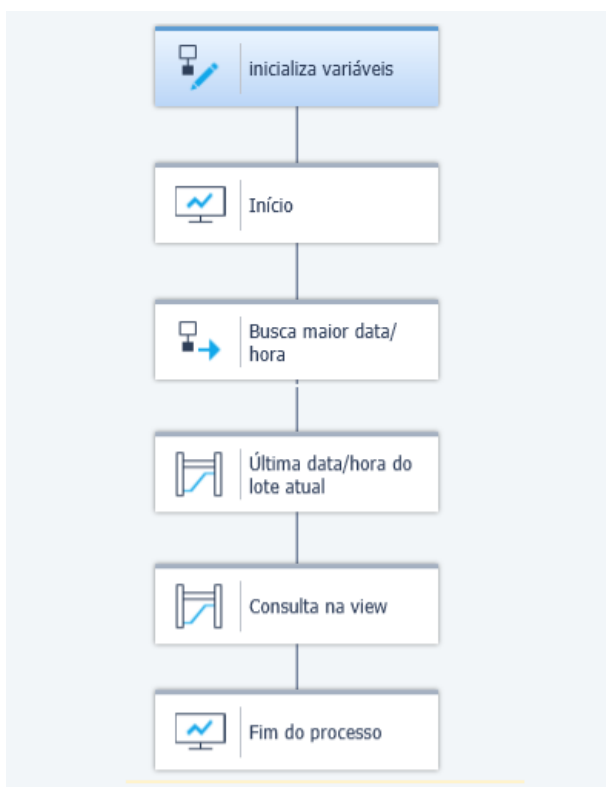 inicializa variáveis
Início
Busca maior data/
hora
Última data/hora do
lote atual
Consulta na view
Fim do processo